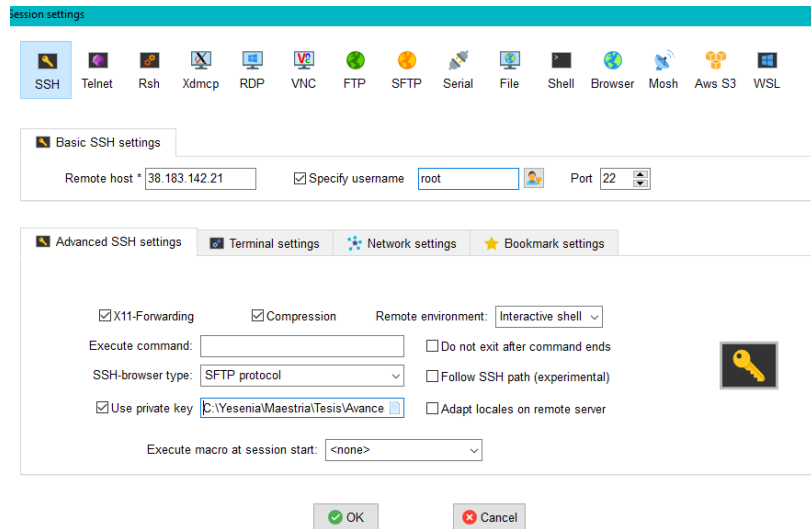 Session settings
SSH Telnet Rsh Xdmcp RDP VNC FTP SFTP Serial File Shell Browser Mosh Aws S3 WSL
Basic SSH settings
Remote host * 38.183.142.21 Specify username root Port 22
Advanced SSH settings Terminal settings Network settings Bookmark settings
X11-Forwarding Compression Remote environment: Interactive shell
Execute command: Do not exit after command ends
SSH-browser type: SFTP protocol Follow SSH path (experimental)
Use private key C:\Yesenia\Maestria\Tesis\Avance Adapt locales on remote server
Execute macro at session start: <none>
OK Cancel